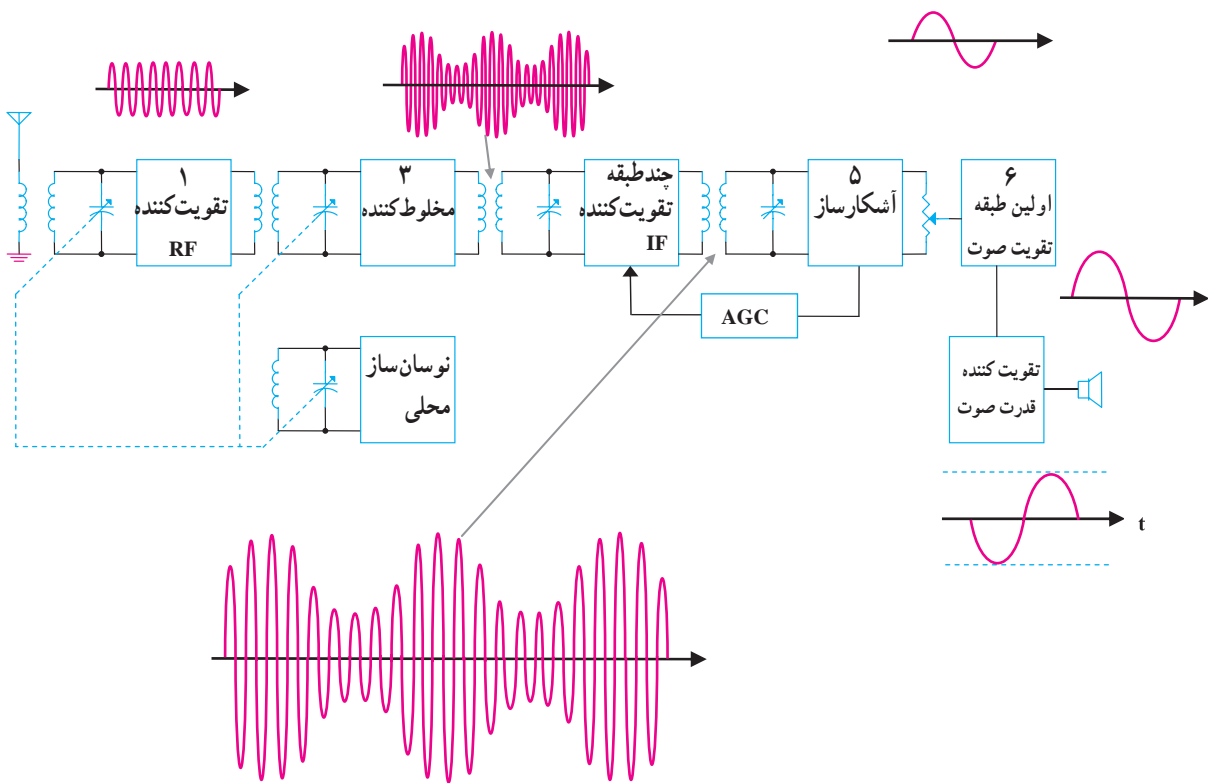 ۱
تقویت‌کننده
RF
۳
مخلوط‌کننده
چندطبقه
تقویت‌کننده
IF
۵
آشکارساز
۶
اولین طبقه
تقویت صوت
AGC
نوسان‌ساز
محلی
تقویت کننده
قدرت صوت
t